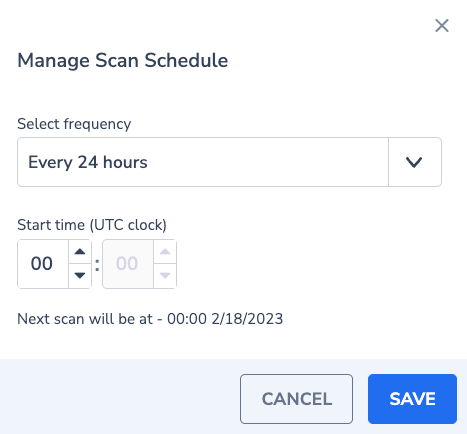 Manage Scan Schedule
Select frequency
Every 24 hours
Start time (UTC clock)
00 : 00
Next scan will be at - 00:00 2/18/2023
CANCEL SAVE